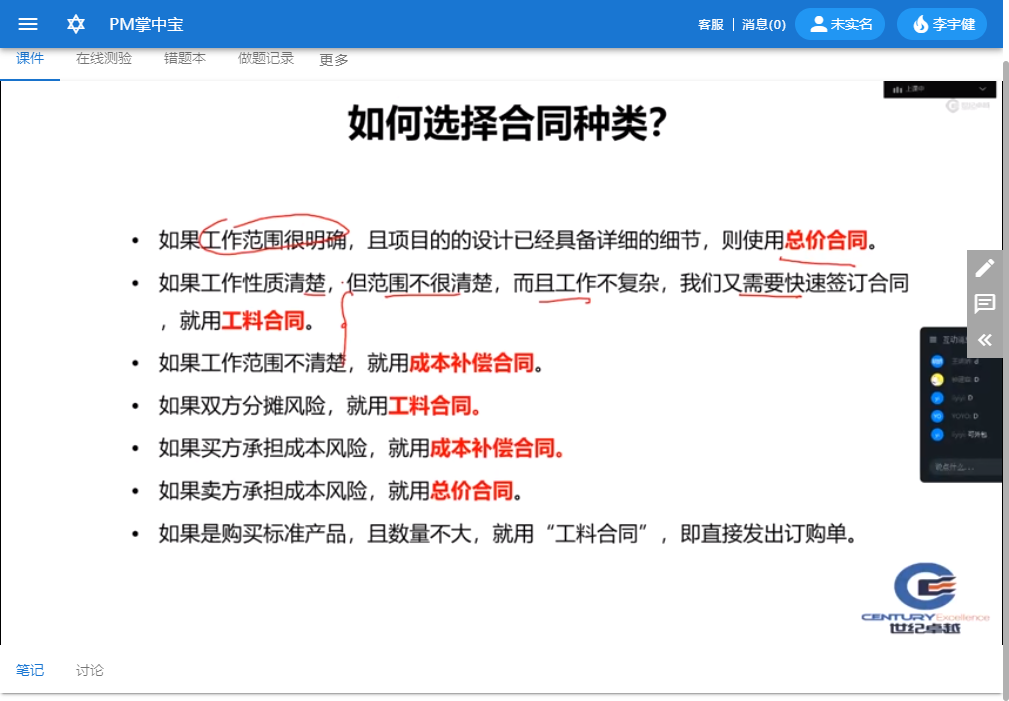 PM掌中宝
客服
消息(0)
未实名
李宇健
课件
在线测验
错题本
做题记录
更多
上课中
如何选择合同种类?
• 如果工作范围很明确，且项目的的设计已经具备详细的细节，则使用总价合同。
• 如果工作性质清楚，但范围不很清楚，而且工作不复杂，我们又需要快速签订合同
，就用工料合同。
• 如果工作范围不清楚，就用成本补偿合同。
• 如果双方分摊风险，就用工料合同。
• 如果买方承担成本风险，就用成本补偿合同。
• 如果卖方承担成本风险，就用总价合同。
• 如果是购买标准产品，且数量不大，就用“工料合同”，即直接发出订购单。
说点什么...
CENTURY Excellence
世纪卓越
笔记
讨论